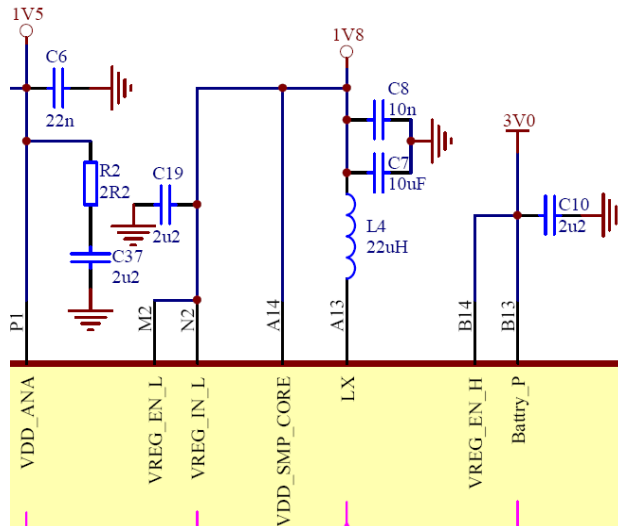 1V5
1V8
3V0
C6
22n
C8
10n
C7
10uF
R2
2R2
C19
2u2
C10
2u2
L4
22uH
C37
2u2
P1
M2
N2
A14
A13
B14
B13
VDD_ANA
VREG_EN_L
VREG_IN_L
VDD_SMP_CORE
LX
VREG_EN_H
Battry_P